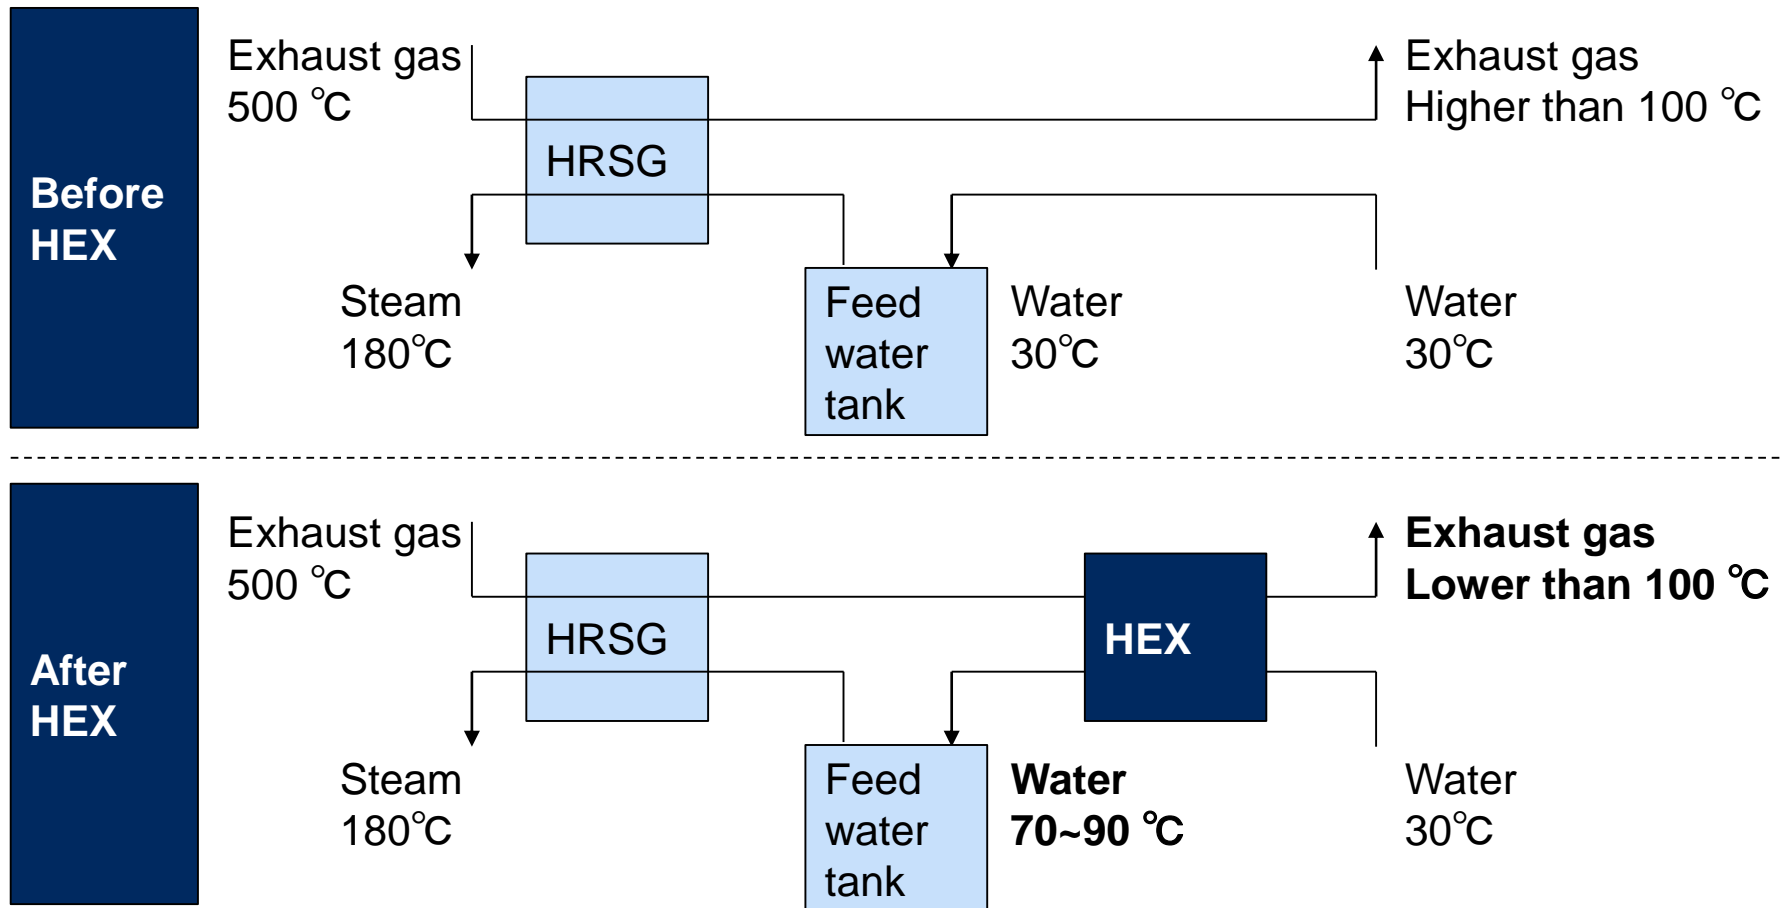 Before
HEX
Exhaust gas
500 ℃
HRSG
Exhaust gas
Higher than 100 ℃
Steam
180℃
Feed
water
tank
Water
30℃
Water
30℃
After
HEX
Exhaust gas
500 ℃
HRSG
HEX
Exhaust gas
Lower than 100 ℃
Steam
180℃
Feed
water
tank
Water
70~90 ℃
Water
30℃